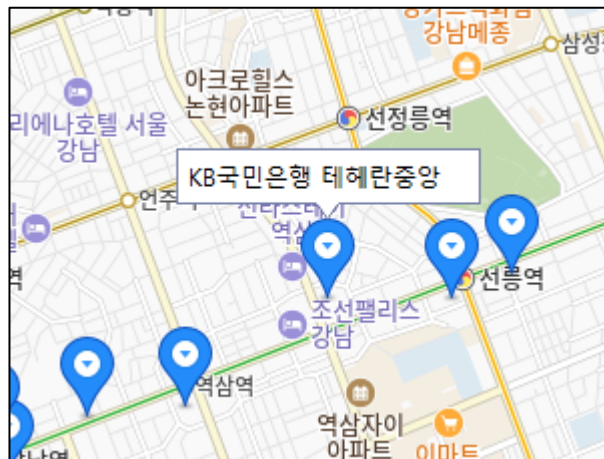 강남메종
삼성
아크로힐스
논현아파트
리에나호텔 서울
강남
선정릉역
KB국민은행 테헤란중앙
언주
역삼
선릉역
역
조선팰리스
강남
역삼역
역삼자이
아파트
이마트